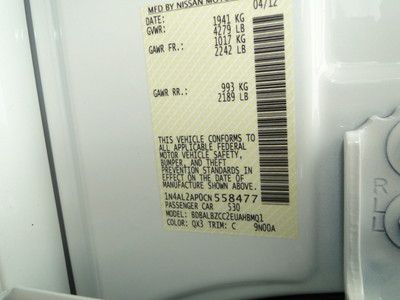 MFD BY NISSAN MOTOR
DATE: 04/12
GVWR: 1941 KG
4279 LB
GAWR FR.: 1017 KG
2242 LB
GAWR RR.: 993 KG
2189 LB
THIS VEHICLE CONFORMS TO
ALL APPLICABLE FEDERAL
MOTOR VEHICLE SAFETY,
BUMPER, AND THEFT
PREVENTION STANDARDS
IN EFFECT ON THE DATE OF
MANUFACTURE SHOWN ABOVE.
1N4AL2AP0CN558477
PASSENGER CAR 530
MODEL: BDBALBZCC2EUAHBMQ1
COLOR: QX3 TRIM: C 9N00A
R
L